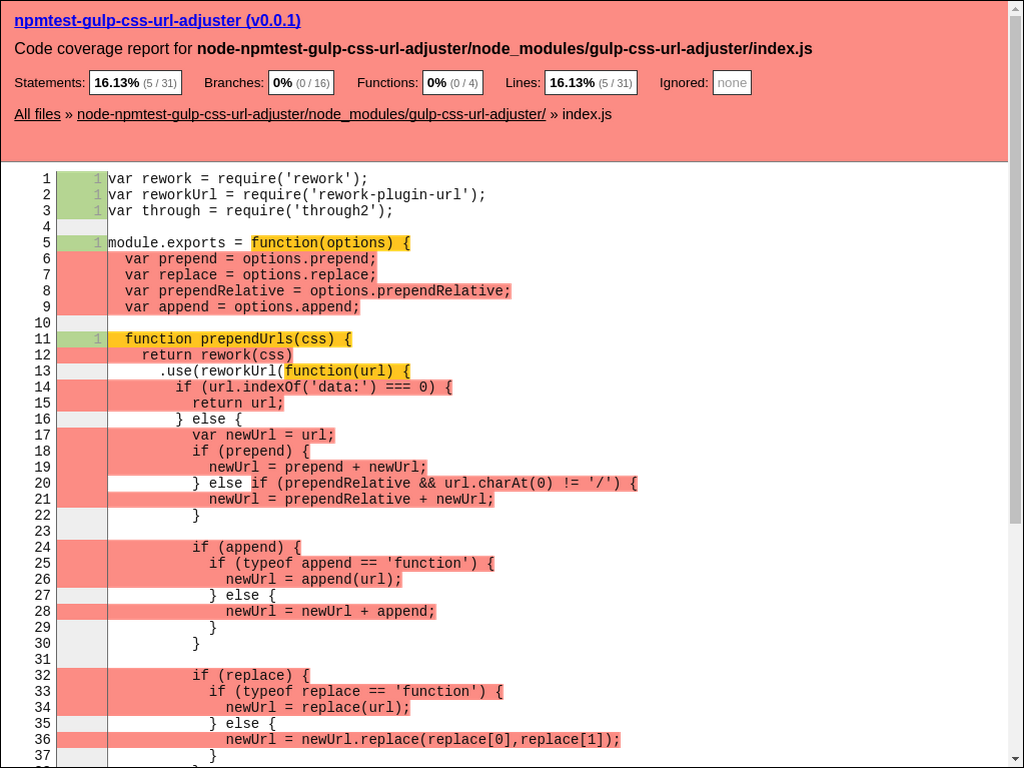 npmtest-gulp-css-url-adjuster (v0.0.1)
Code coverage report for node-npmtest-gulp-css-url-adjuster/node_modules/gulp-css-url-adjuster/index.js
Statements: 16.13% (5 / 31) Branches: 0% (0 / 16) Functions: 0% (0 / 4) Lines: 16.13% (5 / 31) Ignored: none
All files » node-npmtest-gulp-css-url-adjuster/node_modules/gulp-css-url-adjuster/ » index.js
1 1 var rework = require('rework');
2 1 var reworkUrl = require('rework-plugin-url');
3 1 var through = require('through2');
4
5 1 module.exports = function(options) {
6   var prepend = options.prepend;
7   var replace = options.replace;
8   var prependRelative = options.prependRelative;
9   var append = options.append;
10
11 1   function prependUrls(css) {
12     return rework(css)
13       .use(reworkUrl(function(url) {
14         if (url.indexOf('data:') === 0) {
15           return url;
16         } else {
17           var newUrl = url;
18           if (prepend) {
19             newUrl = prepend + newUrl;
20           } else if (prependRelative && url.charAt(0) != '/') {
21             newUrl = prependRelative + newUrl;
22           }
23
24           if (append) {
25             if (typeof append == 'function') {
26               newUrl = append(url);
27             } else {
28               newUrl = newUrl + append;
29             }
30           }
31
32           if (replace) {
33             if (typeof replace == 'function') {
34               newUrl = replace(url);
35             } else {
36               newUrl = newUrl.replace(replace[0],replace[1]);
37             }